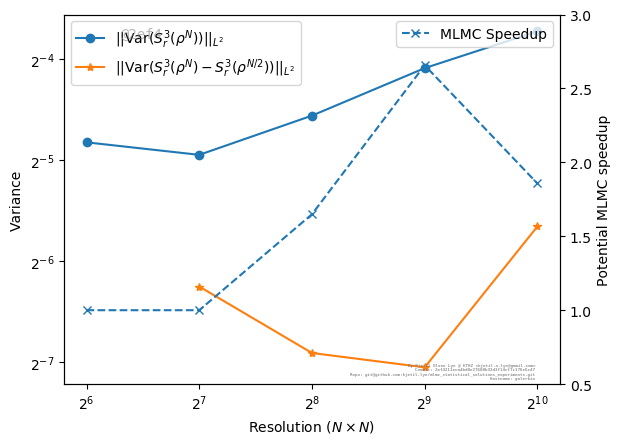 ||Var(S_r^3(ρ^N))||_{L^2}
||Var(S_r^3(ρ^N) − S_r^3(ρ^{N/2}))||_{L^2}
MLMC Speedup
2^{-4}
2^{-5}
2^{-6}
2^{-7}
Variance
3.0
2.5
2.0
1.5
1.0
0.5
Potential MLMC speedup
2^6
2^7
2^8
2^9
2^{10}
Resolution (N × N)